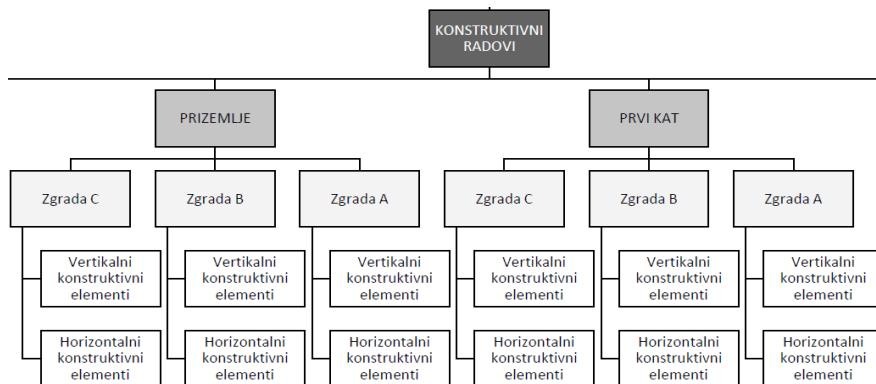 KONSTRUKTIVNI
RADOVI
PRIZEMLJE
PRVI KAT
Zgrada C
Zgrada B
Zgrada A
Zgrada C
Zgrada B
Zgrada A
Vertikalni
konstruktivni
elementi
Vertikalni
konstruktivni
elementi
Vertikalni
konstruktivni
elementi
Vertikalni
konstruktivni
elementi
Vertikalni
konstruktivni
elementi
Vertikalni
konstruktivni
elementi
Horizontalni
konstruktivni
elementi
Horizontalni
konstruktivni
elementi
Horizontalni
konstruktivni
elementi
Horizontalni
konstruktivni
elementi
Horizontalni
konstruktivni
elementi
Horizontalni
konstruktivni
elementi